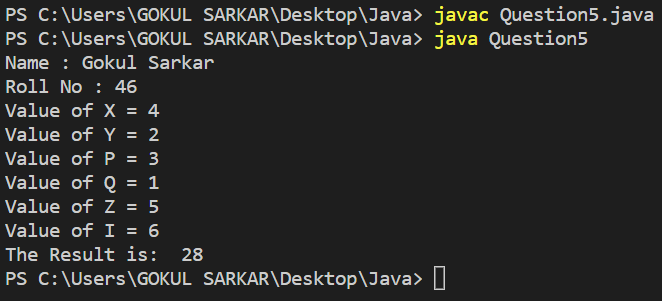 PS C:\Users\GOKUL SARKAR\Desktop\Java> javac Question5.java
PS C:\Users\GOKUL SARKAR\Desktop\Java> java Question5
Name : Gokul Sarkar
Roll No : 46
Value of X = 4
Value of Y = 2
Value of P = 3
Value of Q = 1
Value of Z = 5
Value of I = 6
The Result is:  28
PS C:\Users\GOKUL SARKAR\Desktop\Java>